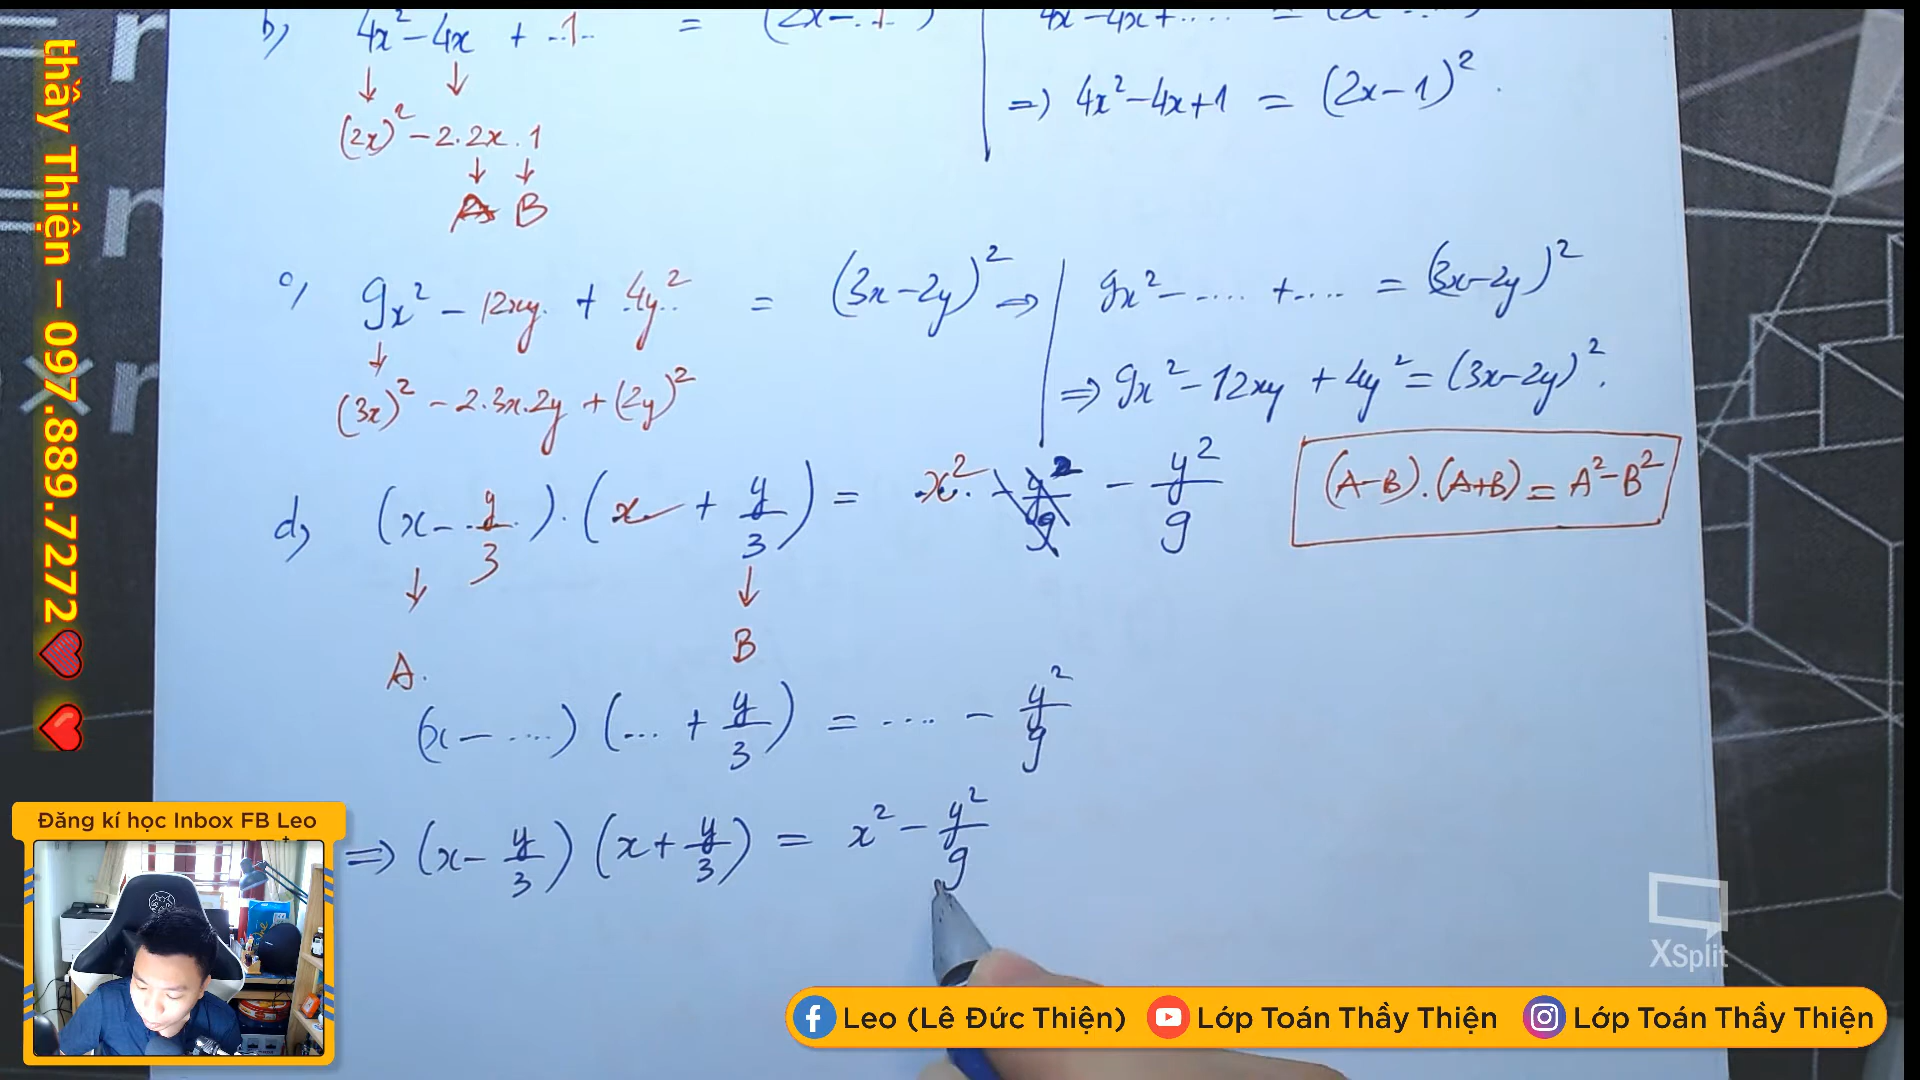 b) 4x² - 4x + ..1.. = (2x - .1.)
4x - 4x + .... =
(2x)² - 2.2x.1
⇒ 4x² - 4x + 1 = (2x - 1)².
A B
c) 9x² - 12xy. + .4y².. = (3x - 2y)² ⇒
9x² - .... + .... = (3x - 2y)²
(3x)² - 2.3x.2y + (2y)²
⇒ 9x² - 12xy + 4y² = (3x - 2y)².
d) (x - ..y/3..).(x + y/3) = .x².. - y²/9
(A-B).(A+B) = A² - B²
A. B
(x - ....) (... + y/3) = .... - y²/9
⇒ (x - y/3) (x + y/3) = x² - y²/9
thầy Thiện – 097.889.7272
Đăng kí học Inbox FB Leo
XSplit
Leo (Lê Đức Thiện) Lớp Toán Thầy Thiện Lớp Toán Thầy Thiện